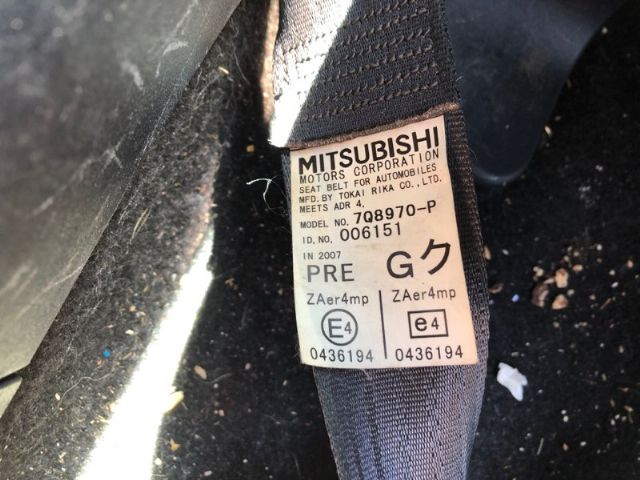 MITSUBISHI
MOTORS CORPORATION
SEAT BELT FOR AUTOMOBILES
MFD. BY TOKAI RIKA CO., LTD.
MEETS ADR 4.
MODEL NO. 7Q8970-P
ID. NO. 006151
IN 2007
PRE Gク
ZAer4mp ZAer4mp
E4 e4
0436194 0436194